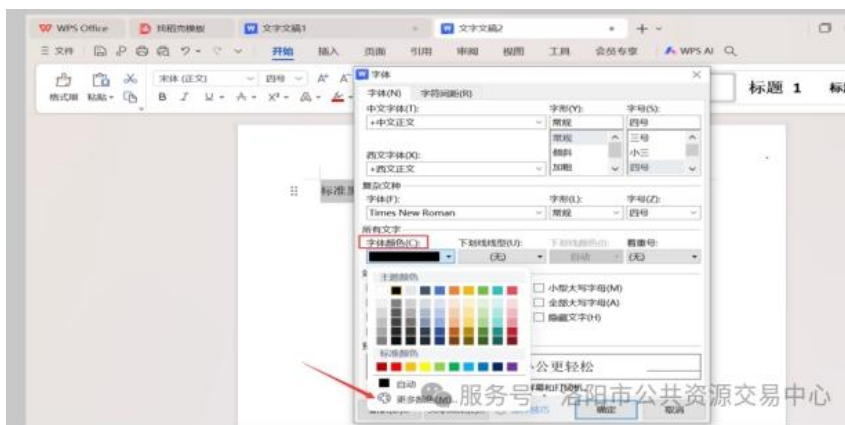 WPS Office 找稻壳模板 文字文稿1 文字文稿2
文件 开始 插入 页面 引用 审阅 视图 工具 会员专享 WPS AI
格式刷 粘贴 宋体 (正文) 四号 标题 1
字体
字体(N) 字符间距(R)
中文字体(T): 字形(Y): 字号(S):
+中文正文 常规 四号
常规 三号
西文字体(X): 倾斜 小三
+西文正文 加粗 四号
复杂文种
字体(F): 字形(L): 字号(Z):
Times New Roman 常规 四号
所有文字
字体颜色(C): 下划线线型(U): 下划线颜色(I): 着重号:
(无) 自动 (无)
主题颜色
小型大写字母(M)
全部大写字母(A)
隐藏文字(H)
标准颜色
公更轻松
自动
更多颜色(M)...
服务号 · 洛阳市公共资源交易中心
确定 取消